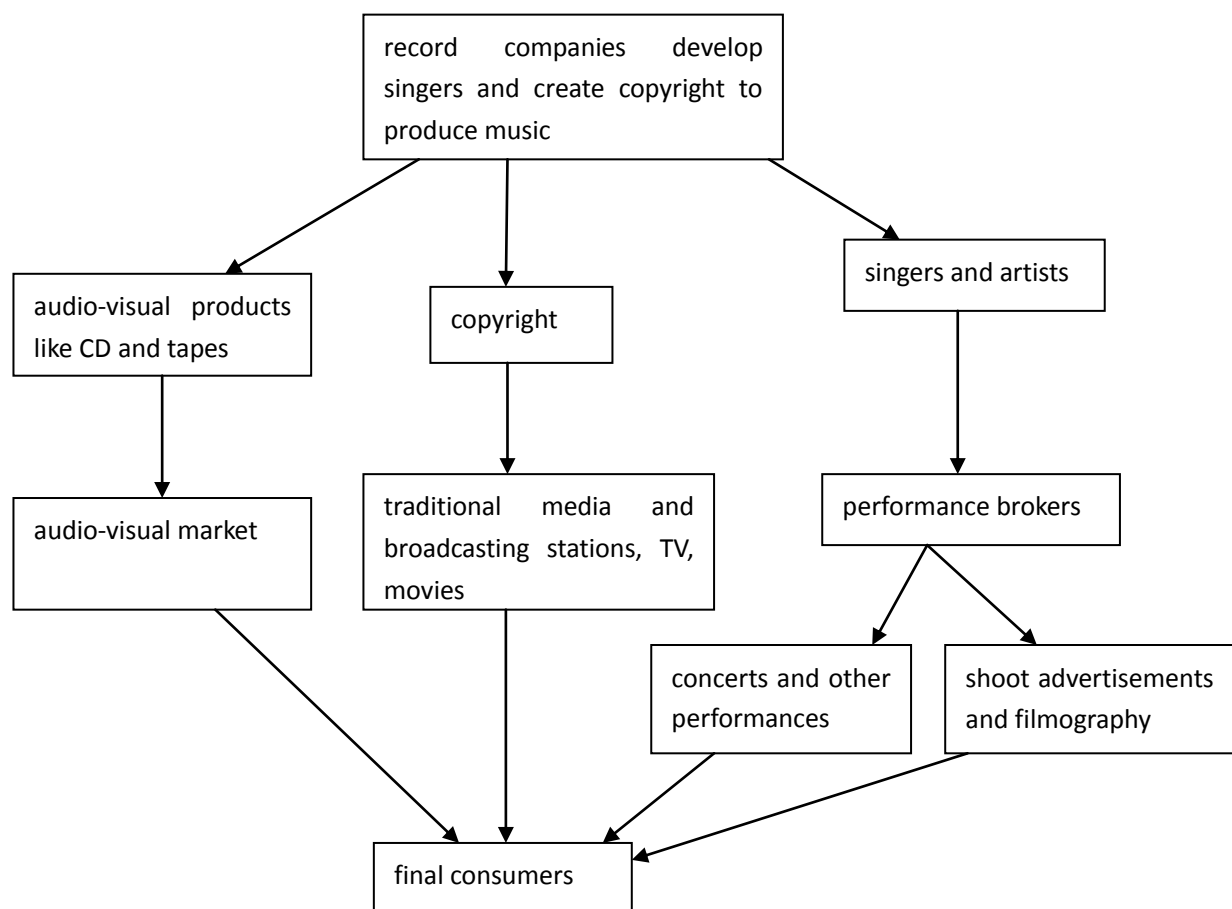 record companies develop
singers and create copyright to
produce music
singers and artists
audio-visual products
like CD and tapes
copyright
audio-visual market
traditional media and
broadcasting stations, TV,
movies
performance brokers
concerts and other
performances
shoot advertisements
and filmography
final consumers